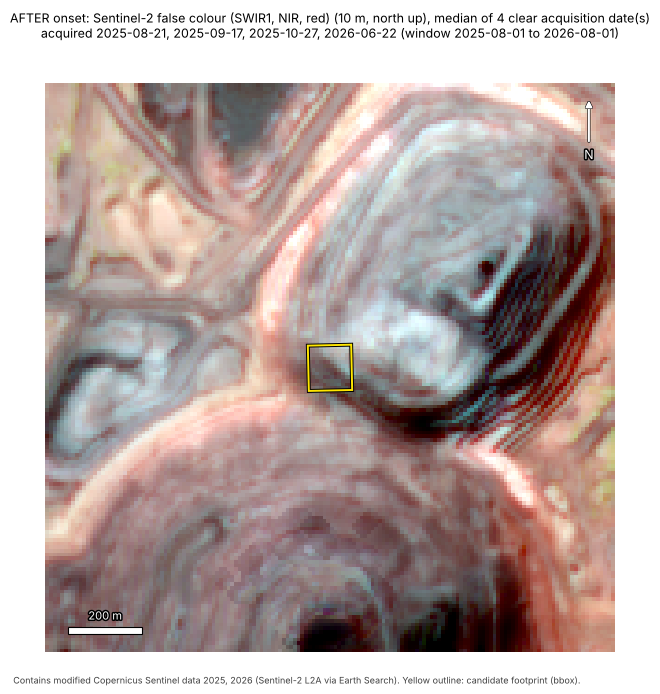 AFTER onset: Sentinel-2 false colour (SWIR1, NIR, red) (10 m, north up), median of 4 clear acquisition date(s)
acquired 2025-08-21, 2025-09-17, 2025-10-27, 2026-06-22 (window 2025-08-01 to 2026-08-01)
N
200 m
Contains modified Copernicus Sentinel data 2025, 2026 (Sentinel-2 L2A via Earth Search). Yellow outline: candidate footprint (bbox).